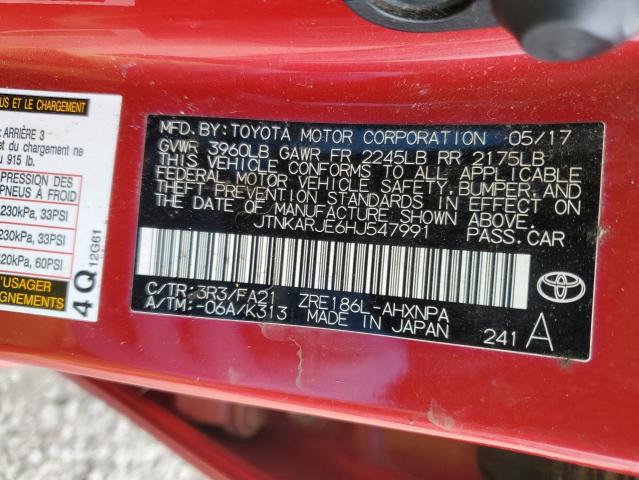 US ET LE CHARGEMENT
: ARRIÈRE 3
et du chargement ne
u 915 lb.
PRESSION DES
PNEUS À FROID
230kPa, 33PSI
230kPa, 33PSI
20kPa, 60PSI
USAGER
GNEMENTS
4Q
12G61
MFD. BY: TOYOTA MOTOR CORPORATION 05/17
GVWR 3960LB GAWR FR 2245LB RR 2175LB
THIS VEHICLE CONFORMS TO ALL APPLICABLE
FEDERAL MOTOR VEHICLE SAFETY, BUMPER, AND
THEFT PREVENTION STANDARDS IN EFFECT ON
THE DATE OF MANUFACTURE SHOWN ABOVE.
JTNKARJE6HJ547991 PASS. CAR
C/TR: 3R3/FA21 ZRE186L-AHXNPA
A/TM: -06A/K313 MADE IN JAPAN 241 A
TOYOTA